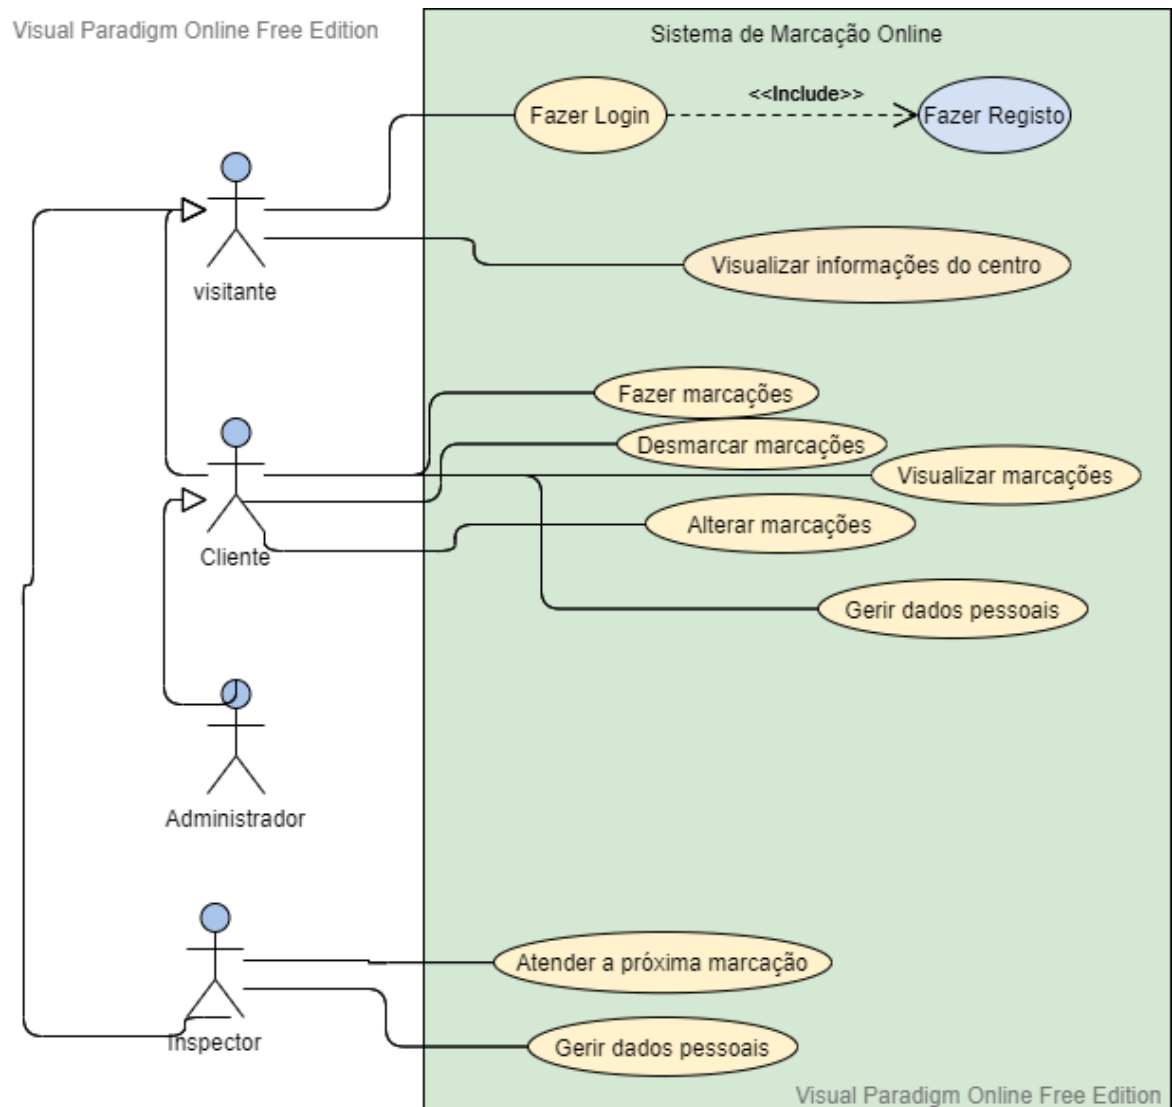 Visual Paradigm Online Free Edition
Sistema de Marcação Online
Fazer Login
<<Include>>
Fazer Registo
visitante
Visualizar informações do centro
Fazer marcações
Desmarcar marcações
Visualizar marcações
Alterar marcações
Cliente
Gerir dados pessoais
Administrador
Atender a próxima marcação
Inspector
Gerir dados pessoais
Visual Paradigm Online Free Edition